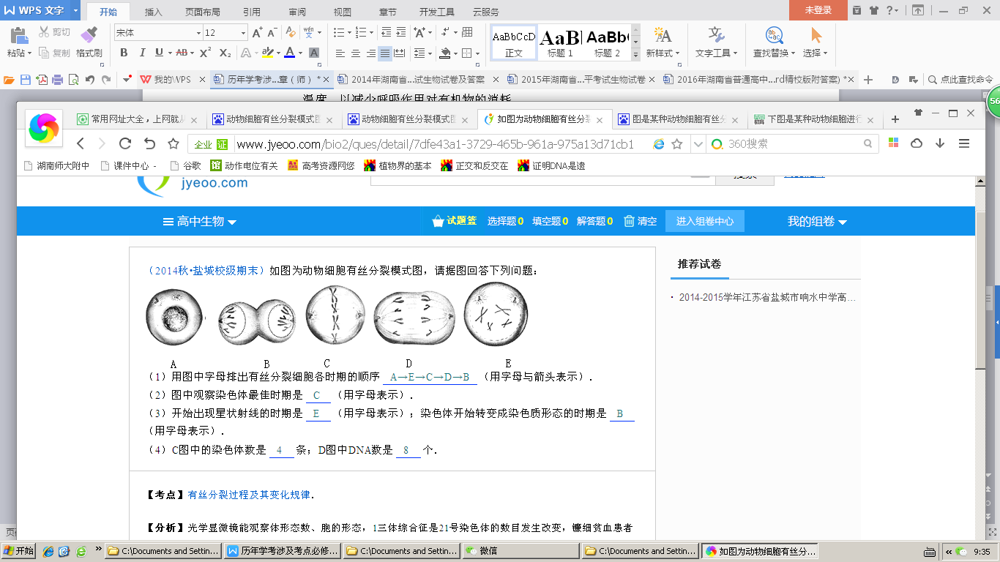 WPS 文字
开始 插入 页面布局 引用 审阅 视图 章节 开发工具 云服务
未登录
粘贴 剪切 复制 格式刷
宋体 12
AaBbCcD 正文 AaB 标题 1 AaBb 标题 2 新样式 文字工具 查找替换 选择
我的WPS
历年学考涉...章（师） *
2014年湖南省...试生物试卷及答案
2015年湖南省...平考试生物试卷
2016年湖南省普通高中...rd精校版附答案) *
点此查找命令
温度，以减少呼吸作用对有机物的消耗
56
常用网址大全，上网就从
动物细胞有丝分裂模式图
动物细胞有丝分裂模式图
如图为动物细胞有丝分裂
图是某种动物细胞有丝分
下图是某种动物细胞进行
企业 证 www.jyeoo.com/bio2/ques/detail/7dfe43a1-3729-465b-961a-975a13d71cb1
360搜索
湖南师大附中 课件中心 - 谷歌 动作电位有关 高考资源网您 植物界的基本 正交和反交在 证明DNA是遗
jyeoo.com
高中生物
试题篮 选择题0 填空题0 解答题0 清空 进入组卷中心 我的组卷
（2014秋•盐城校级期末）如图为动物细胞有丝分裂模式图，请据图回答下列问题：
A B C D E
（1）用图中字母排出有丝分裂细胞各时期的顺序 A→E→C→D→B （用字母与箭头表示）．
（2）图中观察染色体最佳时期是 C （用字母表示）．
（3）开始出现星状射线的时期是 E （用字母表示）；染色体开始转变成染色质形态的时期是 B
（用字母表示）．
（4）C图中的染色体数是 4 条；D图中DNA数是 8 个．
推荐试卷
2014-2015学年江苏省盐城市响水中学高...
【考点】有丝分裂过程及其变化规律．
【分析】光学显微镜能观察体形态数、胞的形态，1三体综合征是21号染色体的数目发生改变，镰细贫血患者
开始
C:\Documents and Settin...
历年学考涉及考点必修...
C:\Documents and Settin...
微信
C:\Documents and Settin...
如图为动物细胞有丝分...
9:35